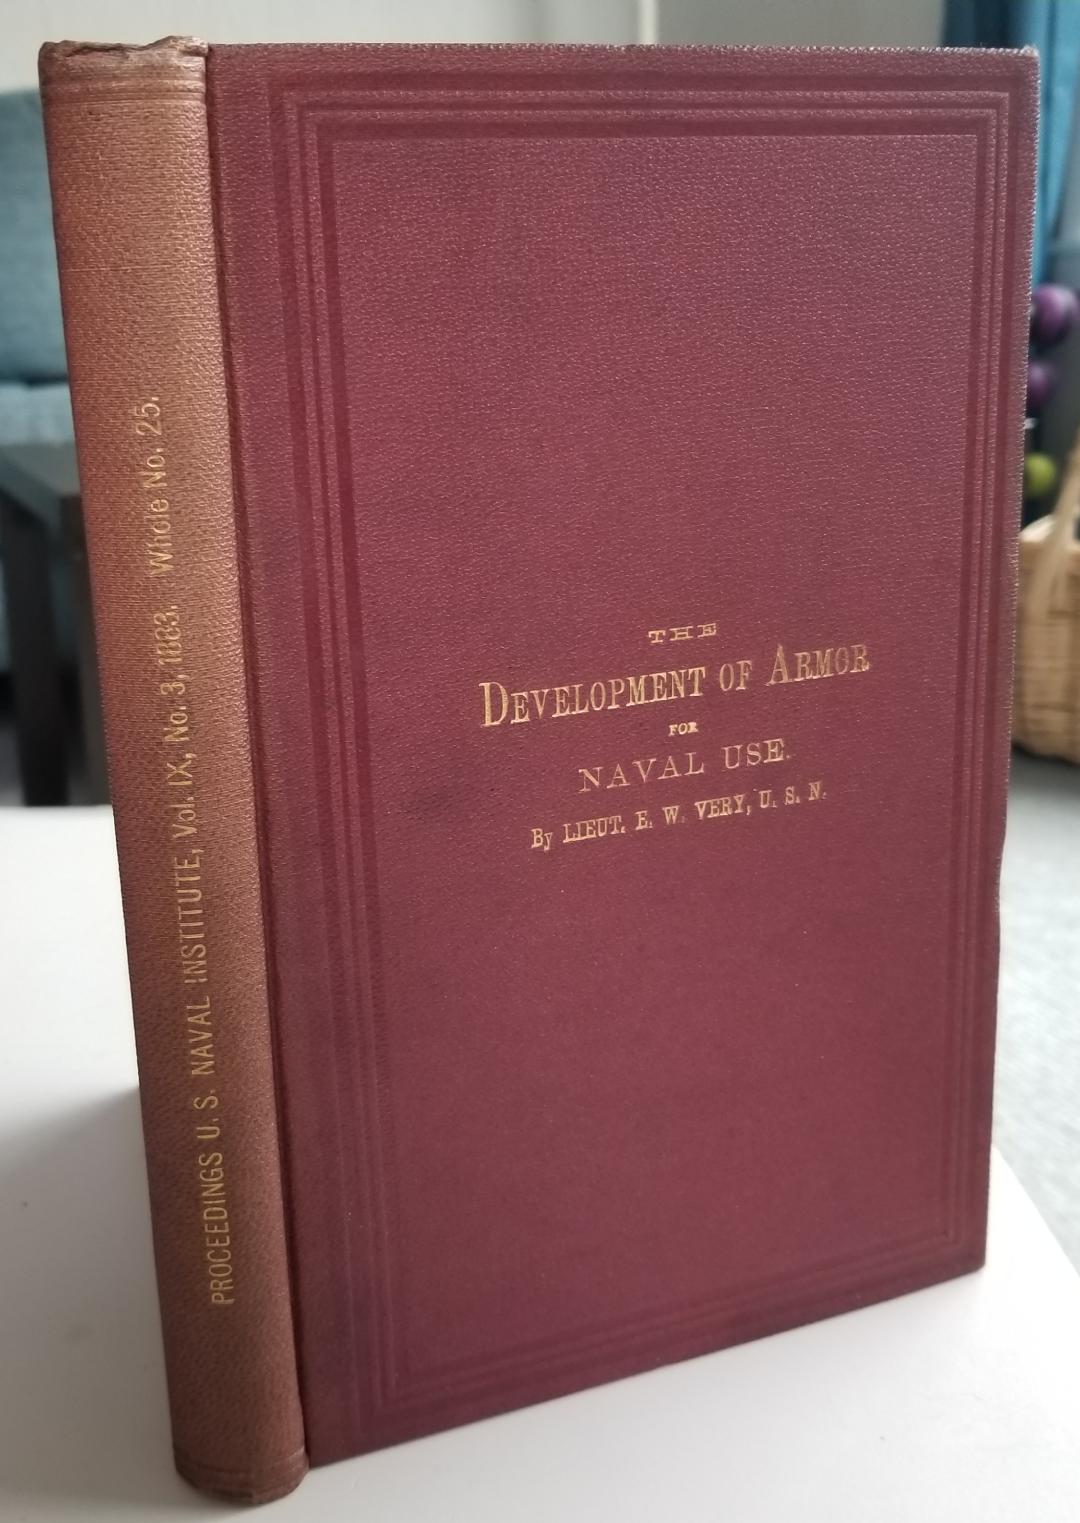 PROCEEDINGS U. S. NAVAL INSTITUTE, Vol. IX, No. 3, 1883. Whole No. 25.
THE
DEVELOPMENT OF ARMOR
FOR
NAVAL USE.
By LIEUT. E. W. VERY, U. S. N.